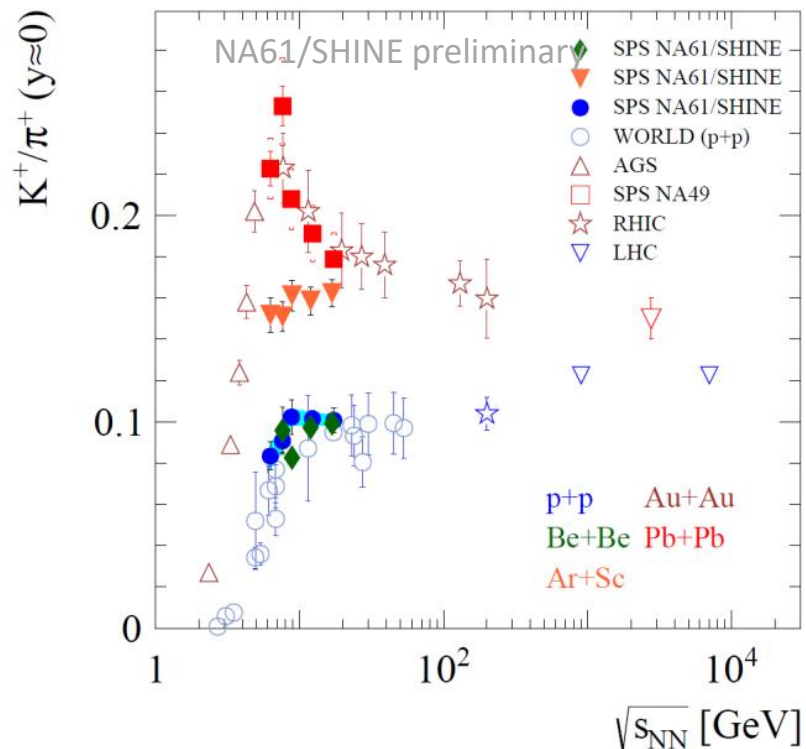 NA61/SHINE preliminary
SPS NA61/SHINE
SPS NA61/SHINE
SPS NA61/SHINE
WORLD (p+p)
AGS
SPS NA49
RHIC
LHC
K⁺/π⁺ (y≈0)
0.2
0.1
0
p+p Au+Au
Be+Be Pb+Pb
Ar+Sc
1 10² 10⁴
√s_NN [GeV]